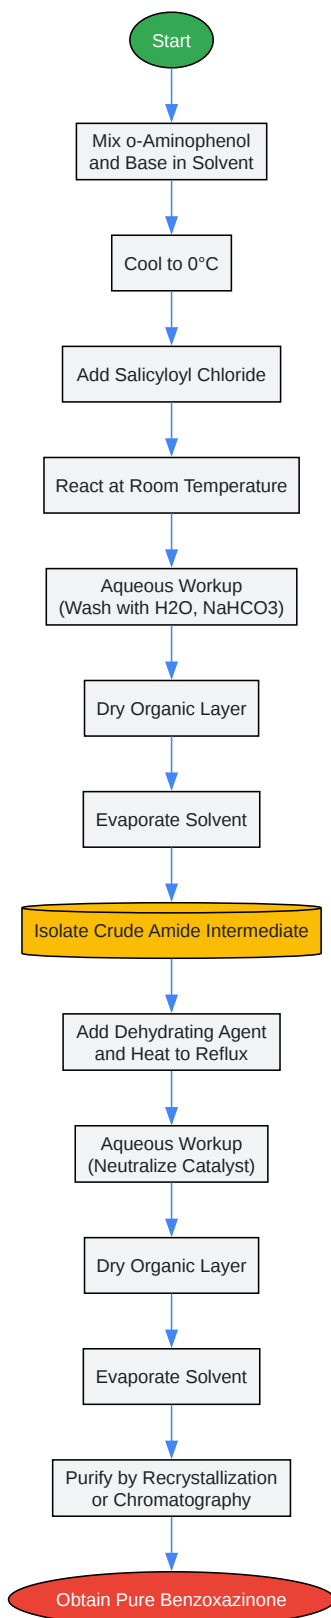 Start
Mix o-Aminophenol
and Base in Solvent
Cool to 0°C
Add Salicyloyl Chloride
React at Room Temperature
Aqueous Workup
(Wash with H2O, NaHCO3)
Dry Organic Layer
Evaporate Solvent
Isolate Crude Amide Intermediate
Add Dehydrating Agent
and Heat to Reflux
Aqueous Workup
(Neutralize Catalyst)
Dry Organic Layer
Evaporate Solvent
Purify by Recrystallization
or Chromatography
Obtain Pure Benzoxazinone